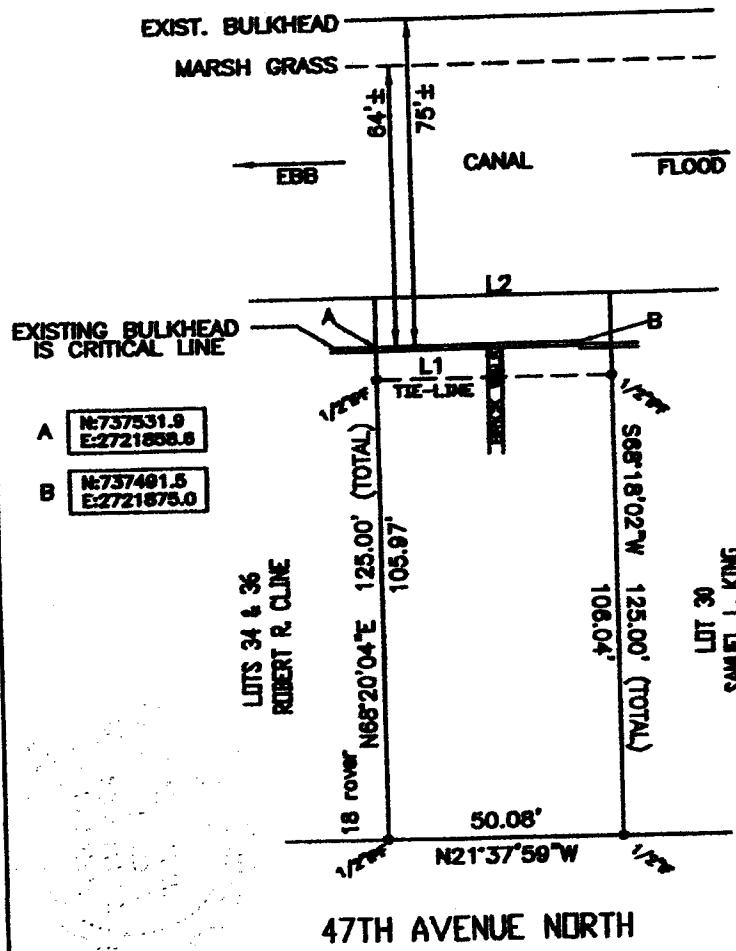 EXIST. BULKHEAD
MARSH GRASS
64'±
75'±
EBB
CANAL
FLOOD
L2
A
B
EXISTING BULKHEAD
IS CRITICAL LINE
L1
TIE-LINE
A
N:737531.9
E:2721858.6
B
N:737491.5
E:2721875.0
N68°20'04"E 125.00' (TOTAL)
105.97'
S68°18'02"W 125.00' (TOTAL)
106.04'
LOTS 34 & 36
ROBERT R. CLINE
LOT 30
KING
18 rover
50.08'
N21°37'59"W
47TH AVENUE NORTH